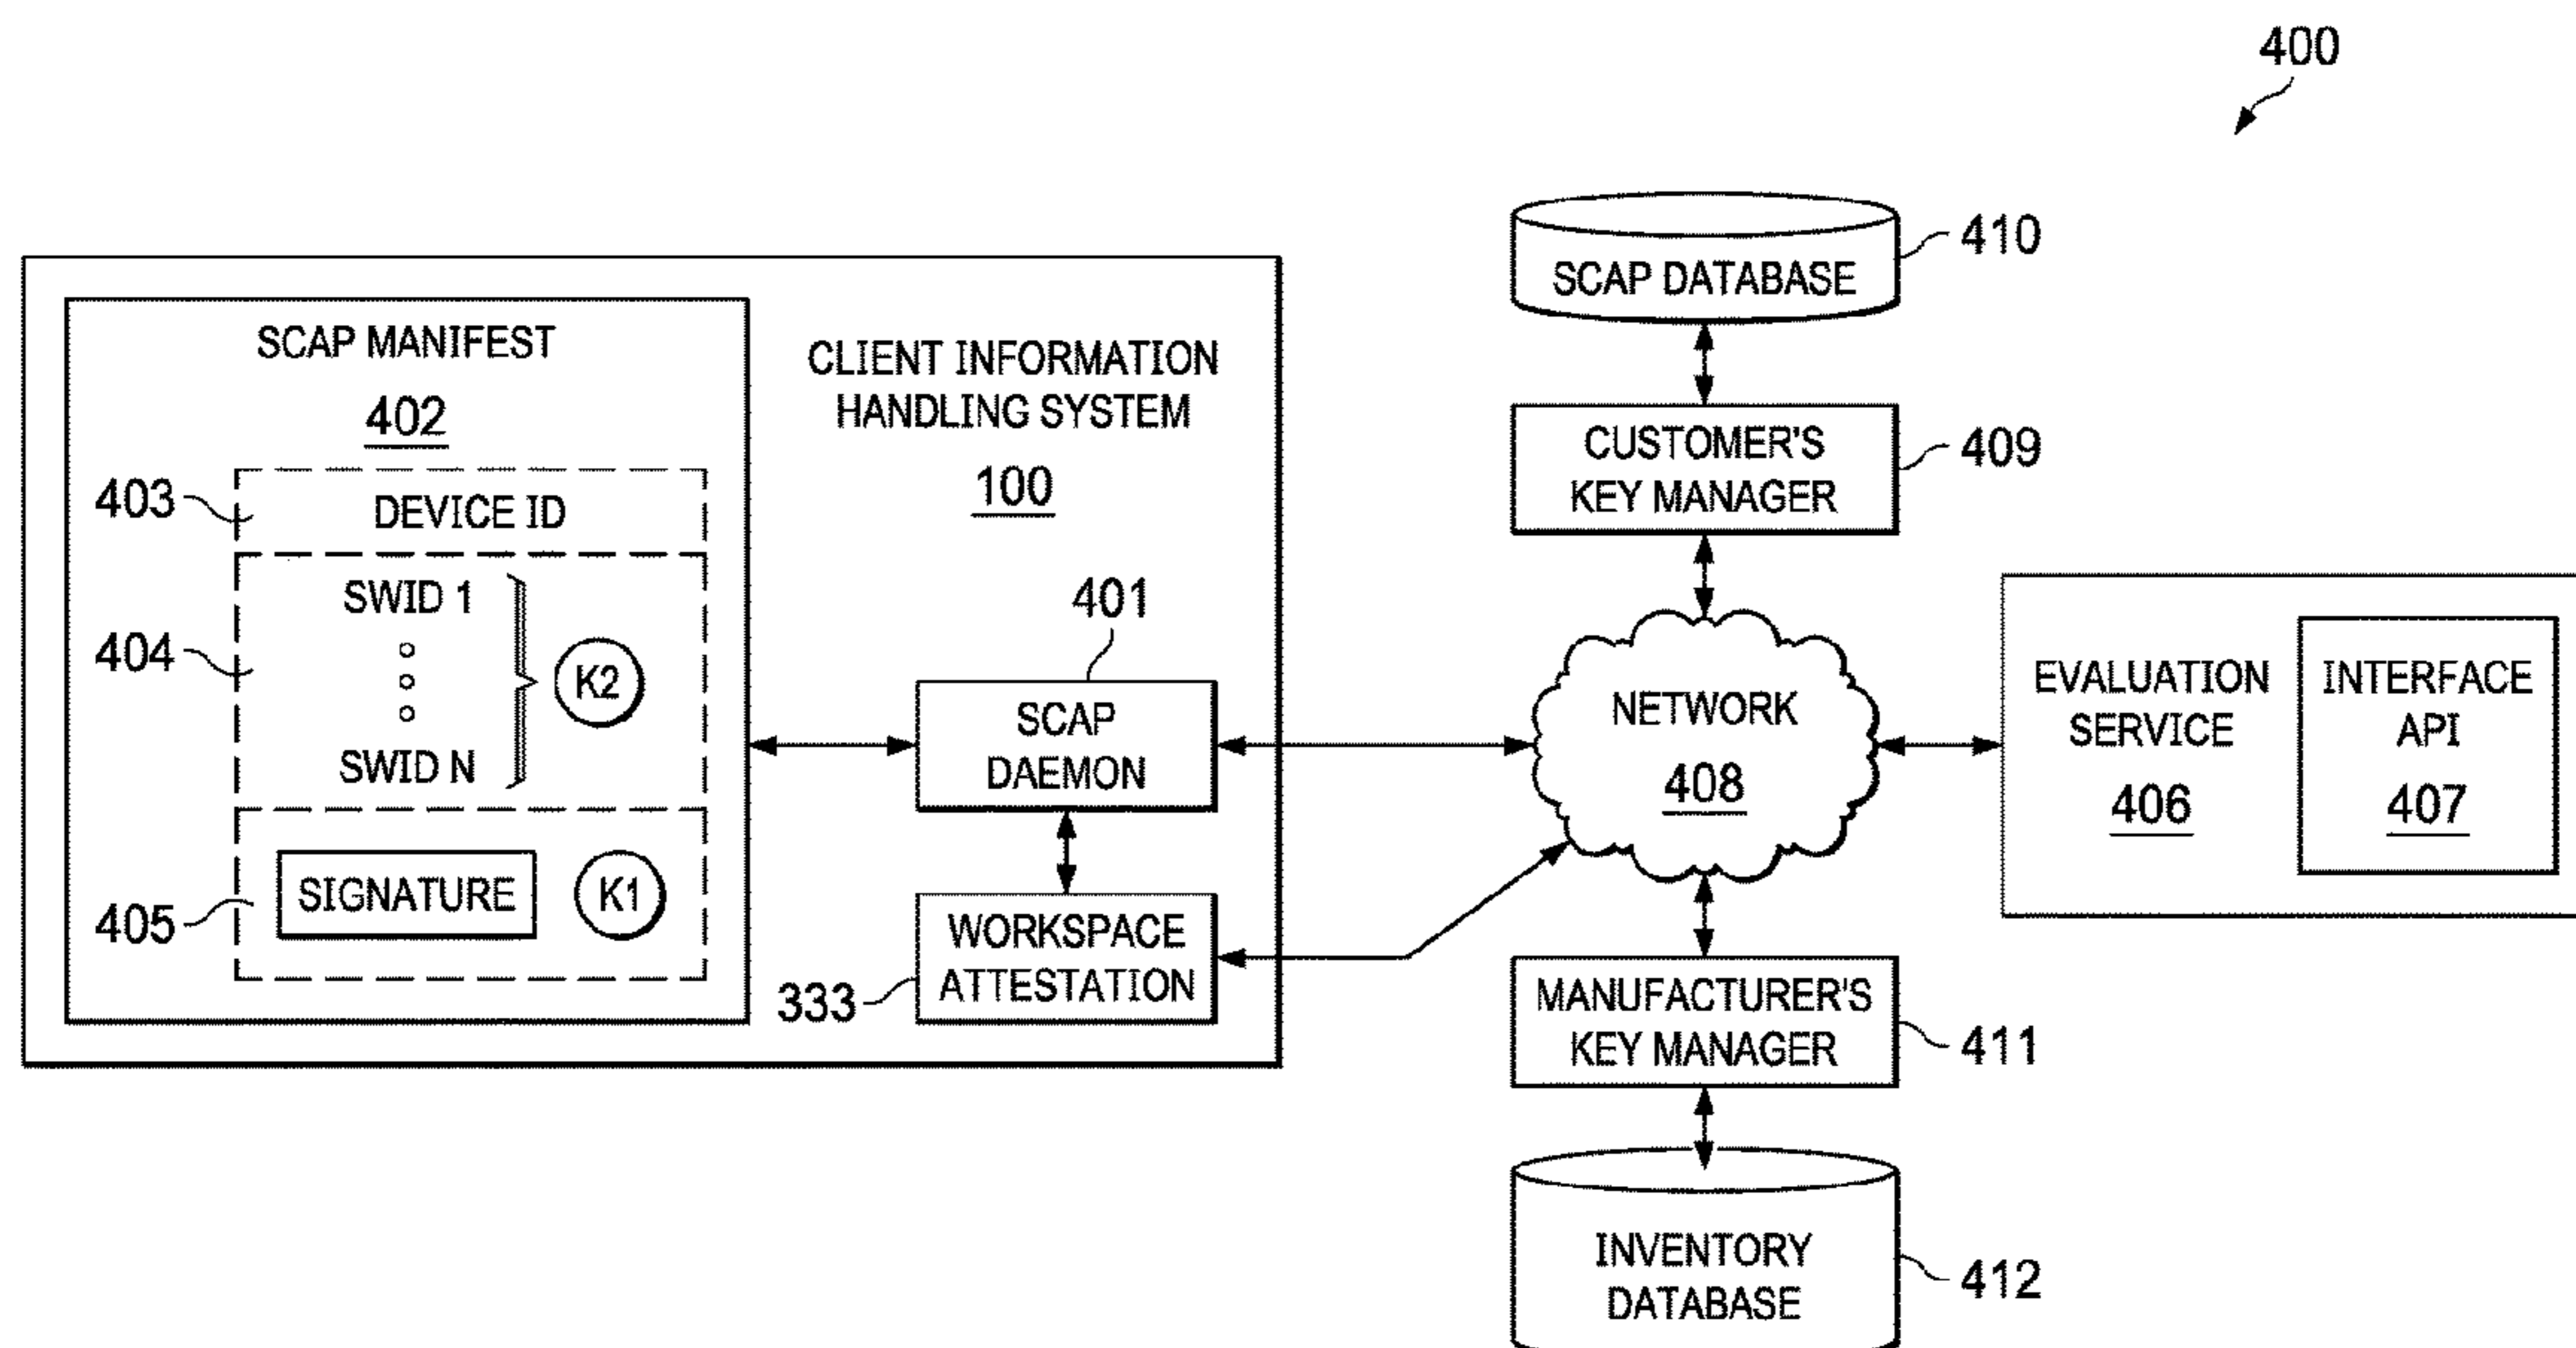 400
SCAP MANIFEST
402
403
DEVICE ID
404
SWID 1
SWID N
K2
405
SIGNATURE
K1
CLIENT INFORMATION
HANDLING SYSTEM
100
401
SCAP
DAEMON
WORKSPACE
ATTESTATION
333
SCAP DATABASE
410
CUSTOMER'S
KEY MANAGER
409
NETWORK
408
EVALUATION
SERVICE
406
INTERFACE
API
407
MANUFACTURER'S
KEY MANAGER
411
INVENTORY
DATABASE
412